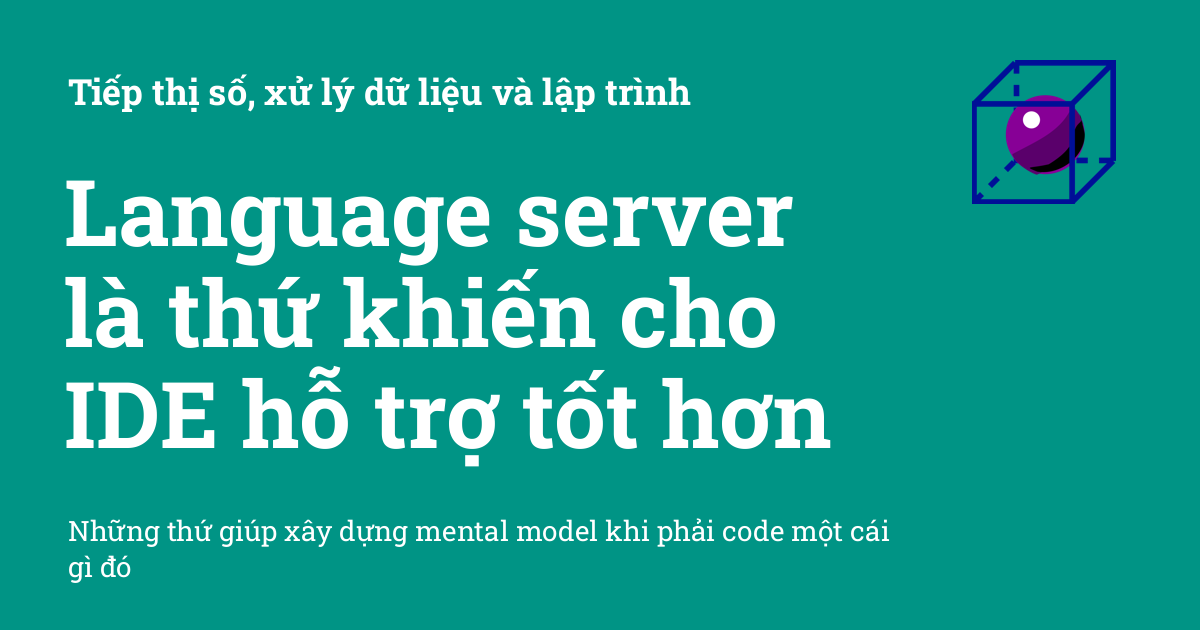 Tiếp thị số, xử lý dữ liệu và lập trình
Language server
là thứ khiến cho
IDE hỗ trợ tốt hơn
Những thứ giúp xây dựng mental model khi phải code một cái
gì đó